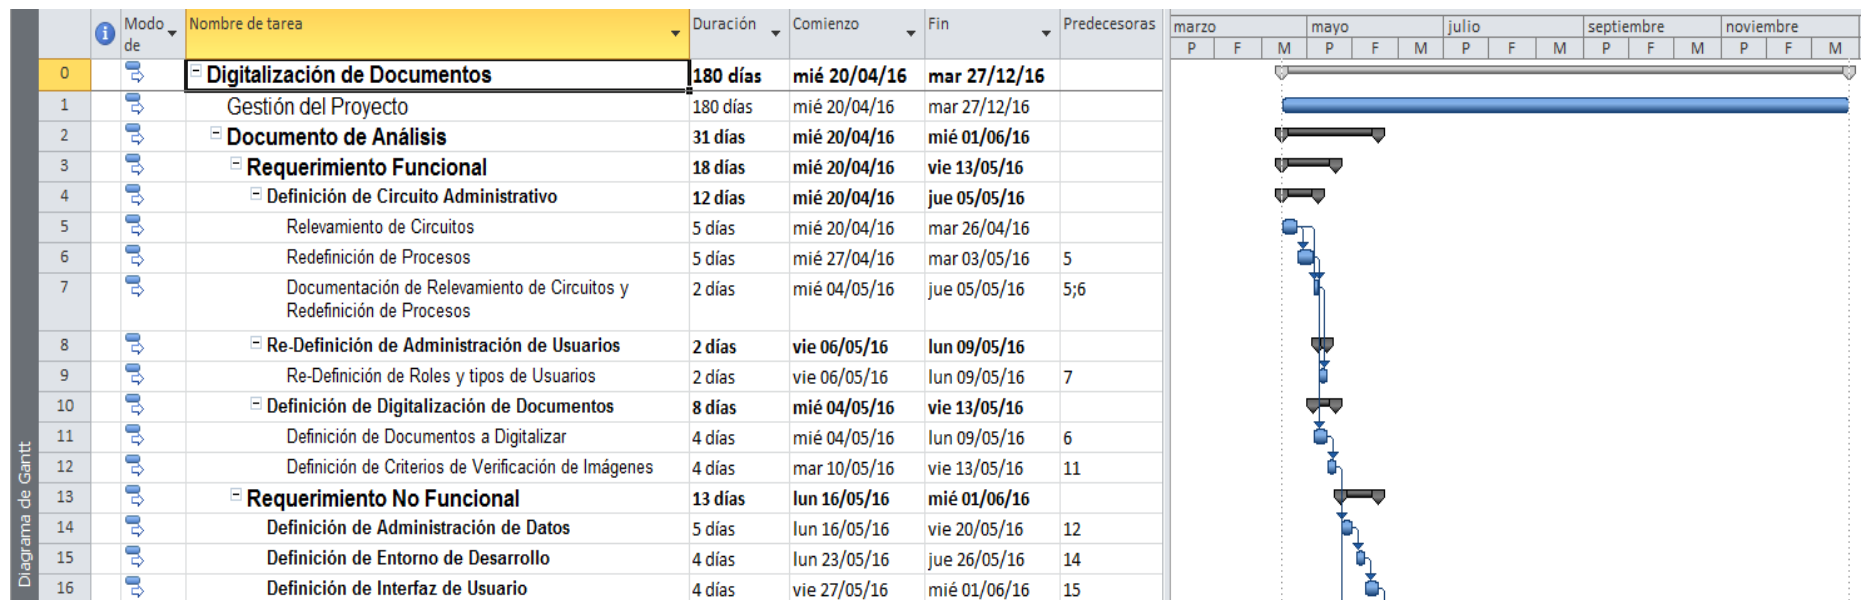 Modo de	Nombre de tarea	Duración	Comienzo	Fin	Predecesoras
marzo	mayo	julio	septiembre	noviembre
P	F	M	P	F	M	P	F	M	P	F	M	P	F	M
0	Digitalización de Documentos	180 días	mié 20/04/16	mar 27/12/16
1	Gestión del Proyecto	180 días	mié 20/04/16	mar 27/12/16
2	Documento de Análisis	31 días	mié 20/04/16	mié 01/06/16
3	Requerimiento Funcional	18 días	mié 20/04/16	vie 13/05/16
4	Definición de Circuito Administrativo	12 días	mié 20/04/16	jue 05/05/16
5	Relevamiento de Circuitos	5 días	mié 20/04/16	mar 26/04/16
6	Redefinición de Procesos	5 días	mié 27/04/16	mar 03/05/16	5
7	Documentación de Relevamiento de Circuitos y	2 días	mié 04/05/16	jue 05/05/16	5;6
Redefinición de Procesos
8	Re-Definición de Administración de Usuarios	2 días	vie 06/05/16	lun 09/05/16
9	Re-Definición de Roles y tipos de Usuarios	2 días	vie 06/05/16	lun 09/05/16	7
10	Definición de Digitalización de Documentos	8 días	mié 04/05/16	vie 13/05/16
11	Definición de Documentos a Digitalizar	4 días	mié 04/05/16	lun 09/05/16	6
12	Definición de Criterios de Verificación de Imágenes	4 días	mar 10/05/16	vie 13/05/16	11
13	Requerimiento No Funcional	13 días	lun 16/05/16	mié 01/06/16
14	Definición de Administración de Datos	5 días	lun 16/05/16	vie 20/05/16	12
15	Definición de Entorno de Desarrollo	4 días	lun 23/05/16	jue 26/05/16	14
16	Definición de Interfaz de Usuario	4 días	vie 27/05/16	mié 01/06/16	15
Diagrama de Gantt